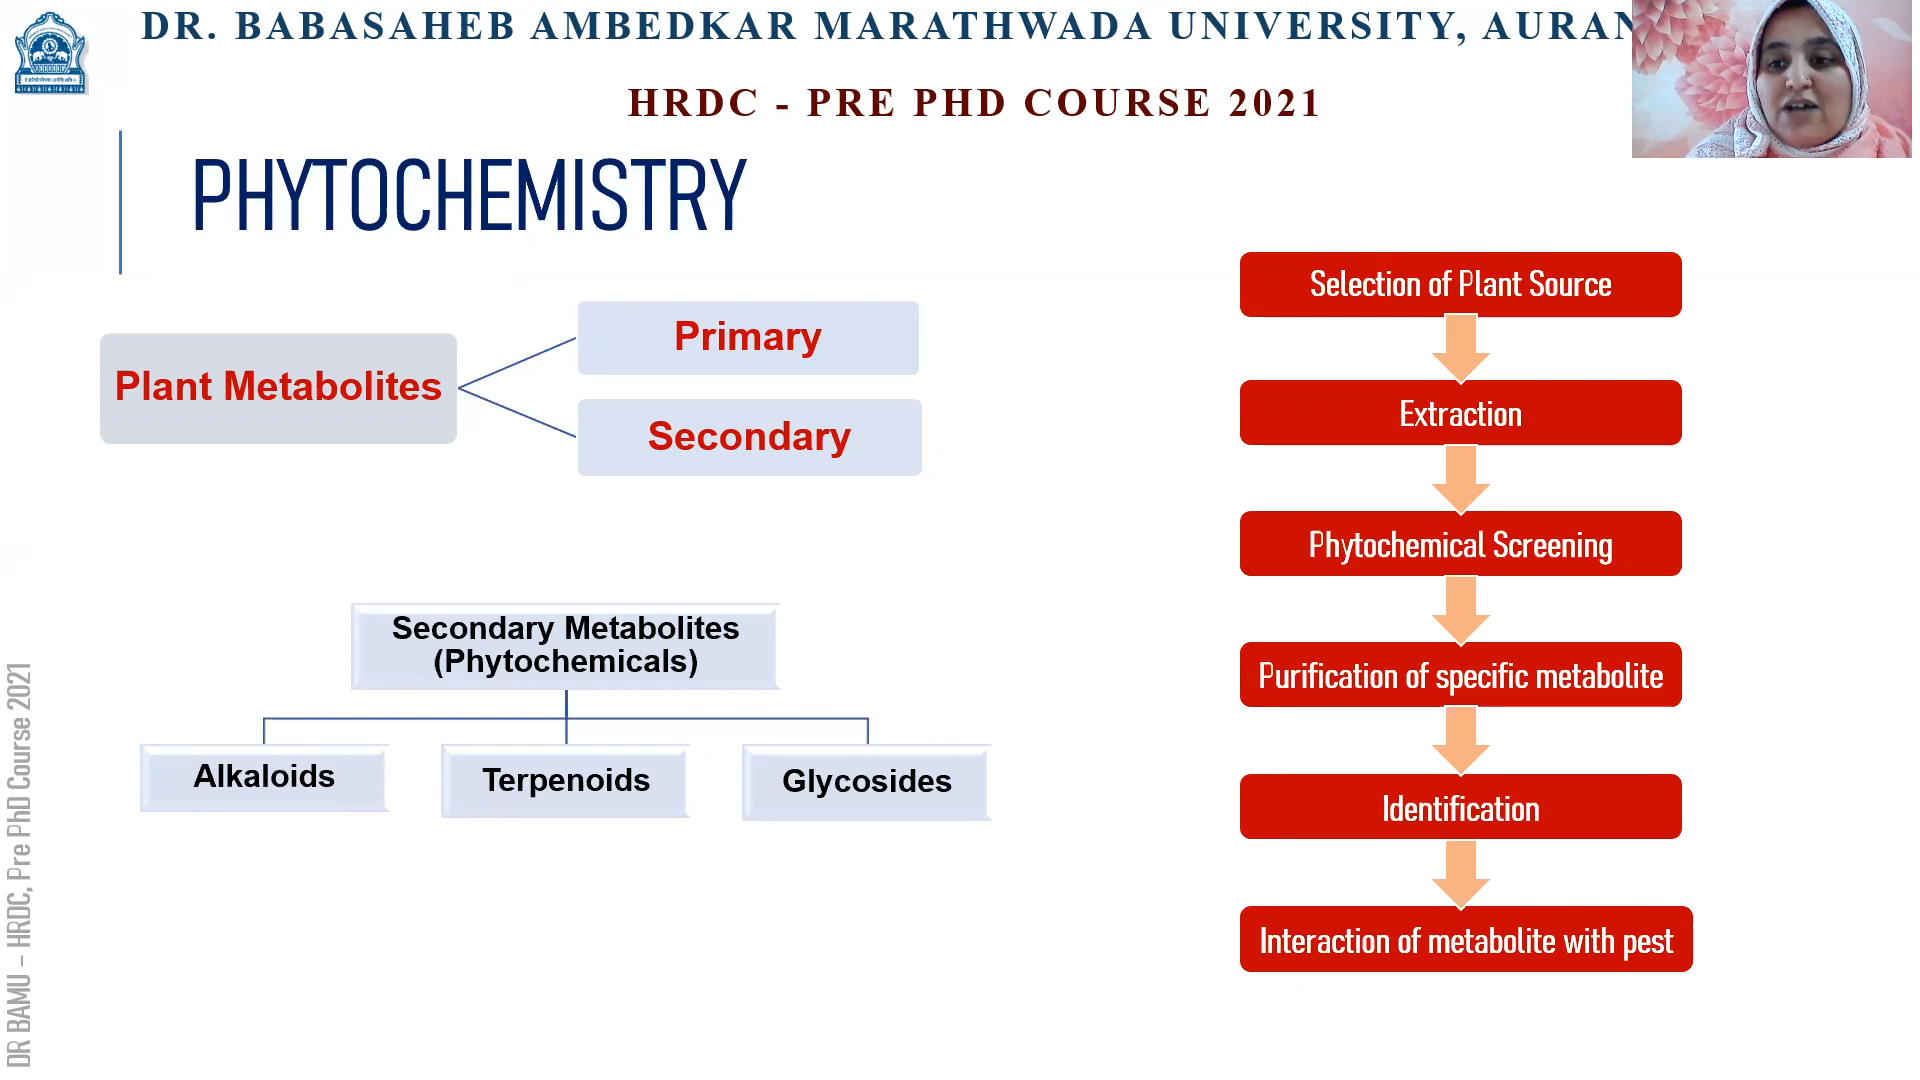 DR. BABASAHEB AMBEDKAR MARATHWADA UNIVERSITY,
HRDC - PRE PHD COURSE 2021
PHYTOCHEMISTRY
Plant Metabolites
Primary
Secondary
Secondary Metabolites
(Phytochemicals)
Alkaloids
Terpenoids
Glycosides
Selection of Plant Source
Extraction
Phytochemical Screening
Purification of specific metabolite
Identification
Interaction of metabolite with pest
DR BAMU – HRDC, Pre PhD Course 2021